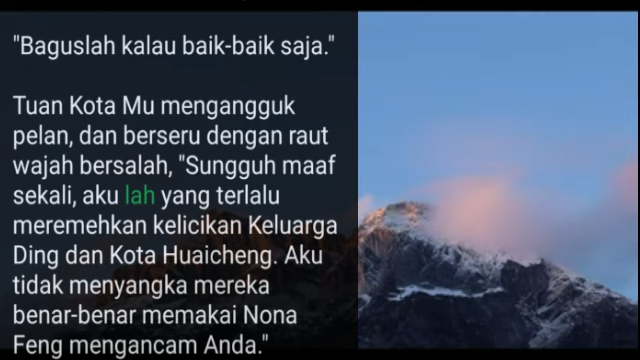 "Baguslah kalau baik-baik saja."
Tuan Kota Mu mengangguk
pelan, dan berseru dengan raut
wajah bersalah, "Sungguh maaf
sekali, aku lah yang terlalu
meremehkan kelicikan Keluarga
Ding dan Kota Huaicheng. Aku
tidak menyangka mereka
benar-benar memakai Nona
Feng mengancam Anda."